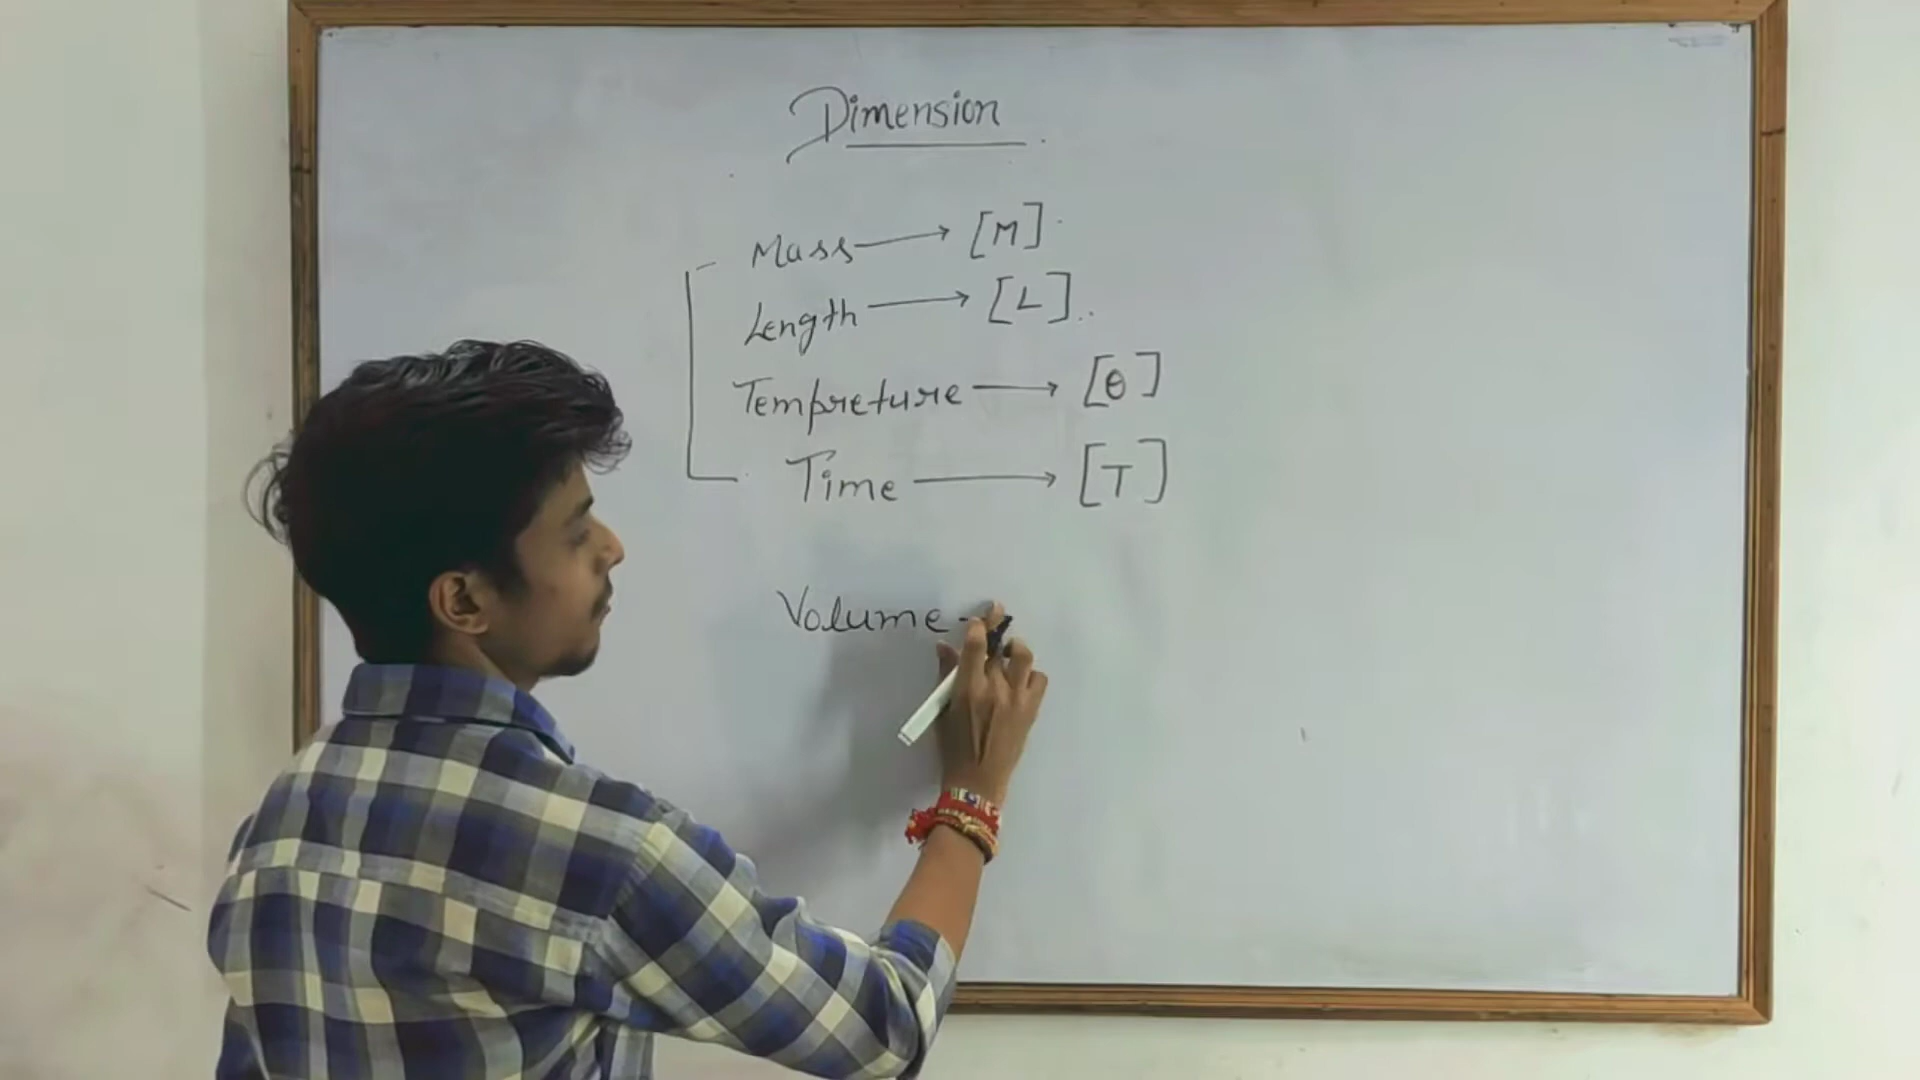 Dimension
Mass → [M]
Length → [L]
Tempreture → [θ]
Time → [T]
Volume -